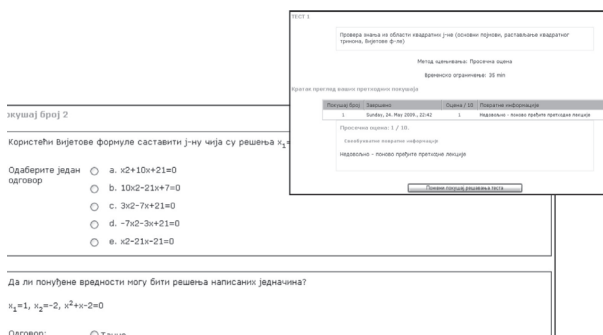 ТЕСТ 1
Провера знања из области квадратних ј-не (основни појмови, растављање квадратног тринома, Вијетове ф-ле)
Метод оцењивања: Просечна оцена
Временско ограничење: 30 min
Кратак преглед ваших претходних покушаја
Покушај број Завршено Оцена / 10 Повратне информације
1 Sunday, 24. May 2009., 22:42 1 Недовољно - поново пређите претходне лекције
Просечна оцена: 1 / 10.
Свеобухватне повратне информације
Недовољно - поново пређите претходне лекције
Поновни покушај решавања теста
окушај број 2
Користећи Вијетове формуле саставити ј-ну чија су решења x₁=
Одаберите један
одговор
a. x2+10x+21=0
b. 10x2-21x+7=0
c. 3x2-7x+21=0
d. -7x2-3x+21=0
e. x2-21x-21=0
Да ли понуђене вредности могу бити решења написаних једначина?
x₁=1, x₂=-2, x²+x-2=0
Одговор: